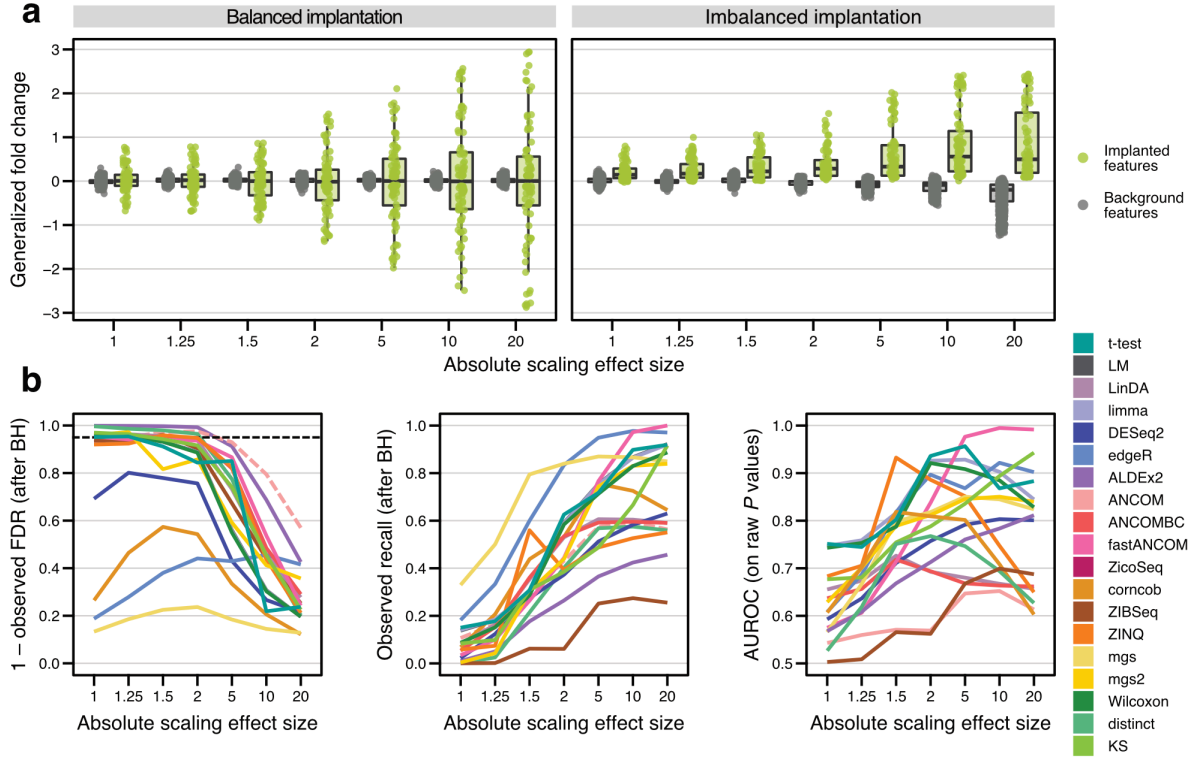 a
Balanced implantation
Imbalanced implantation
Generalized fold change
3
2
1
0
−1
−2
−3
1
1.25
1.5
2
5
10
20
1
1.25
1.5
2
5
10
20
Absolute scaling effect size
Implanted
features
Background
features
b
1 − observed FDR (after BH)
1.0
0.8
0.6
0.4
0.2
0.0
1
1.25
1.5
2
5
10
20
Absolute scaling effect size
Observed recall (after BH)
1.0
0.8
0.6
0.4
0.2
0.0
1
1.25
1.5
2
5
10
20
Absolute scaling effect size
AUROC (on raw P values)
1.0
0.9
0.8
0.7
0.6
0.5
1
1.25
1.5
2
5
10
20
Absolute scaling effect size
t-test
LM
LinDA
limma
DESeq2
edgeR
ALDEx2
ANCOM
ANCOMBC
fastANCOM
ZicoSeq
corncob
ZIBSeq
ZINQ
mgs
mgs2
Wilcoxon
distinct
KS